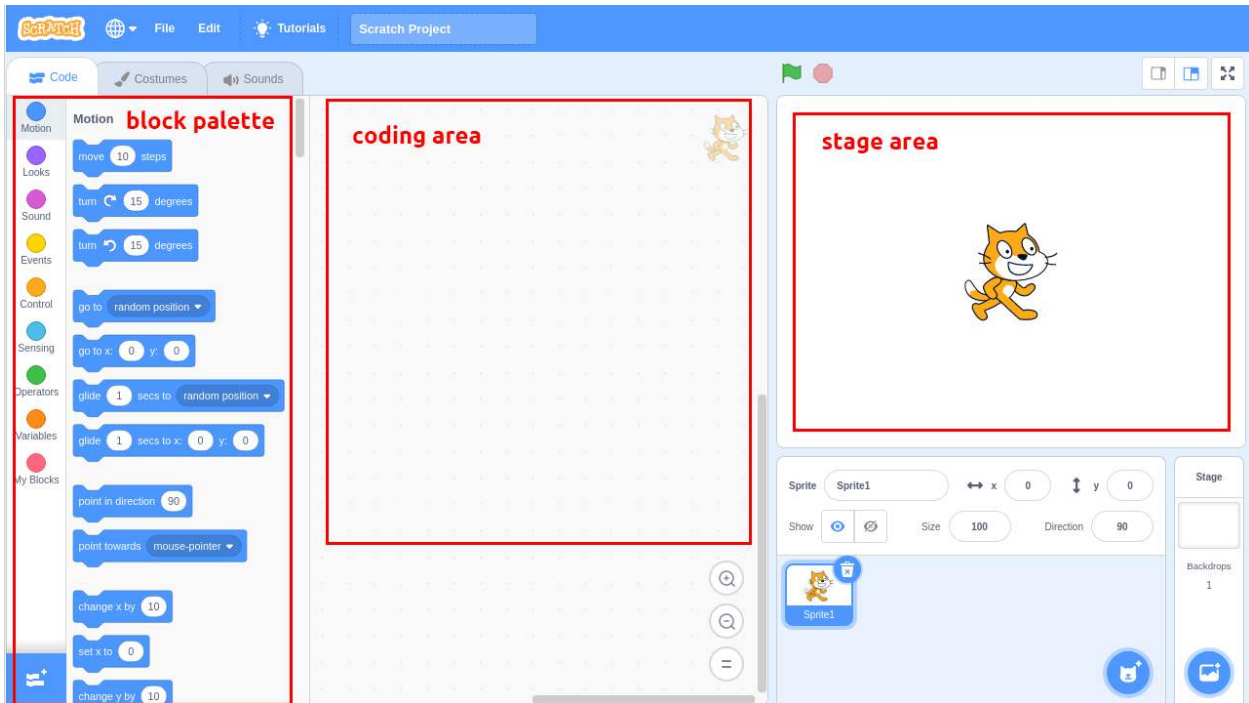 SCRATCH File Edit Tutorials Scratch Project
Code Costumes Sounds
Motion
Looks
Sound
Events
Control
Sensing
Operators
Variables
My Blocks
Motion block palette
move 10 steps
turn 15 degrees
turn 15 degrees
go to random position
go to x: 0 y: 0
glide 1 secs to random position
glide 1 secs to x: 0 y: 0
point in direction 90
point towards mouse-pointer
change x by 10
set x to 0
change y by 10
coding area
stage area
Sprite Sprite1 x 0 y 0
Show Size 100 Direction 90
Sprite1
Stage
Backdrops
1